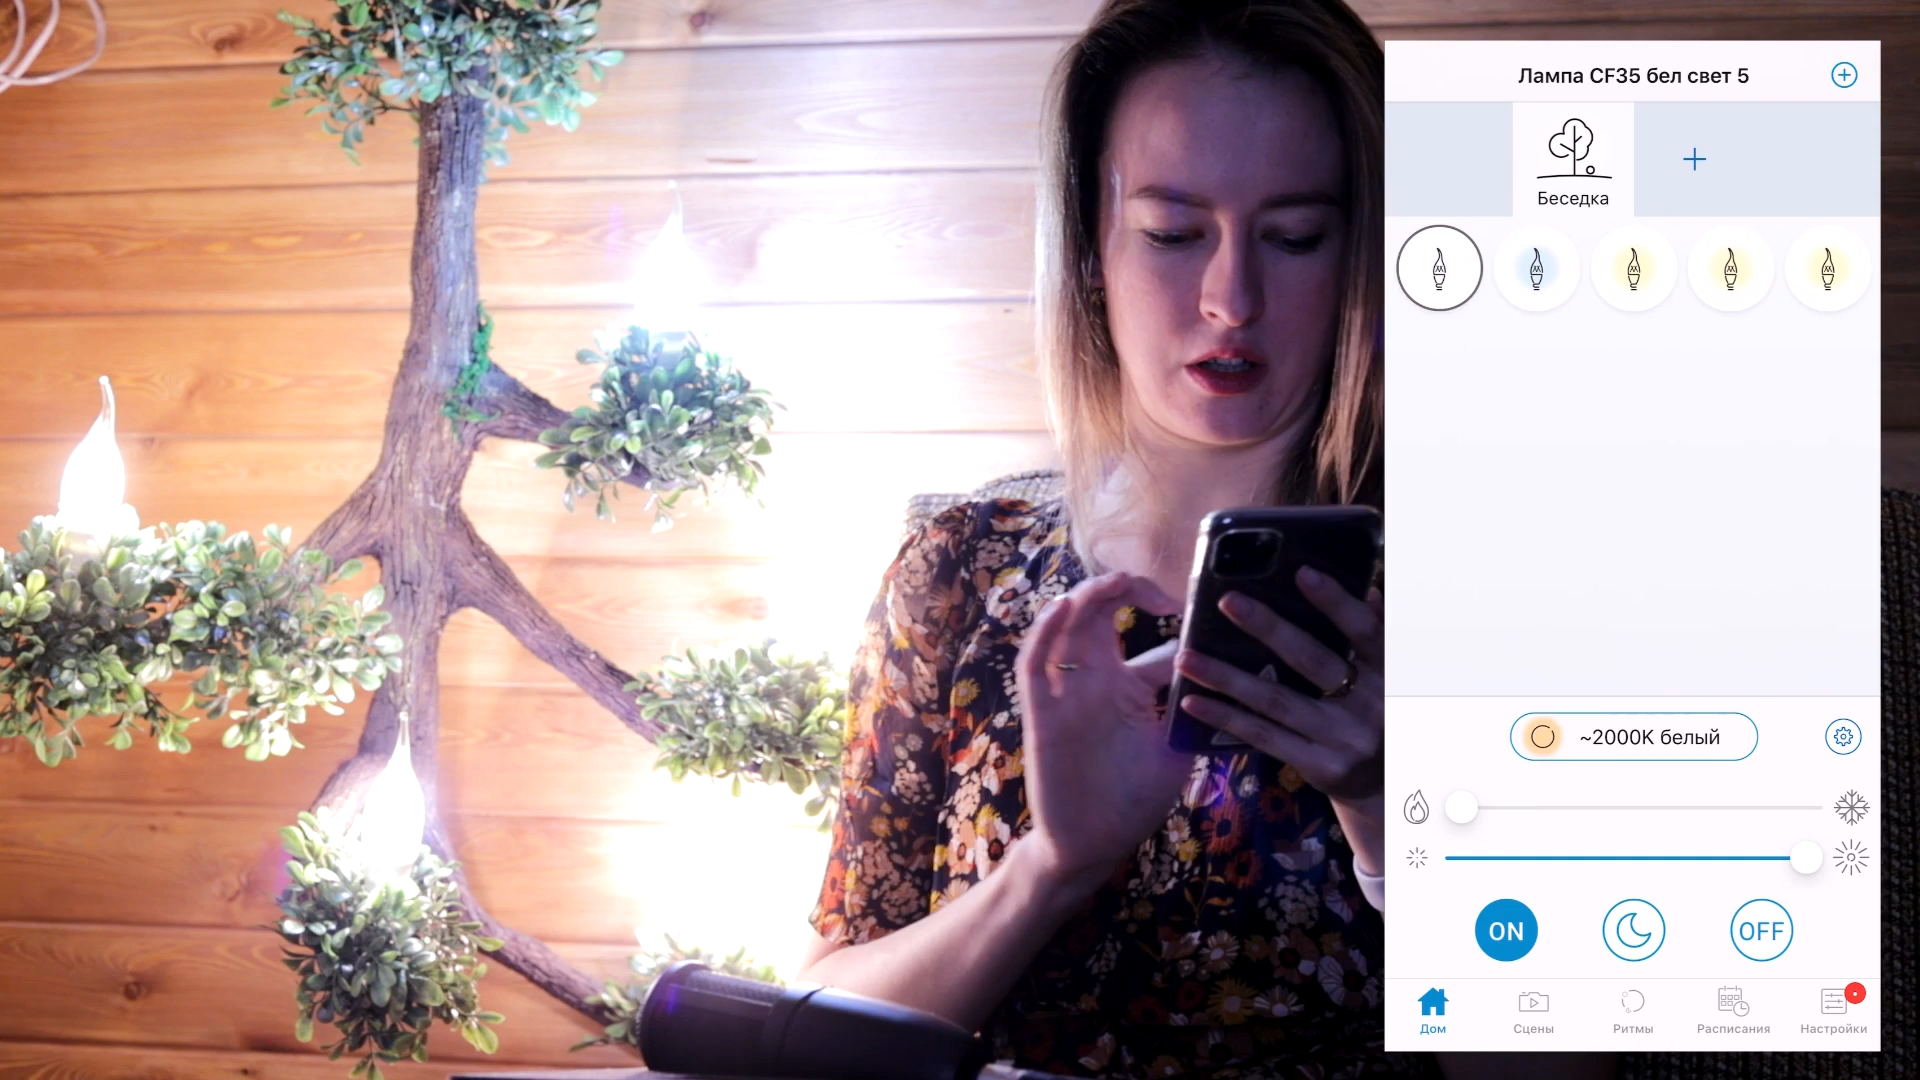 Лампа CF35 бел свет 5
Беседка
~2000K белый
ON
OFF
Дом
Сцены
Ритмы
Расписания
Настройки